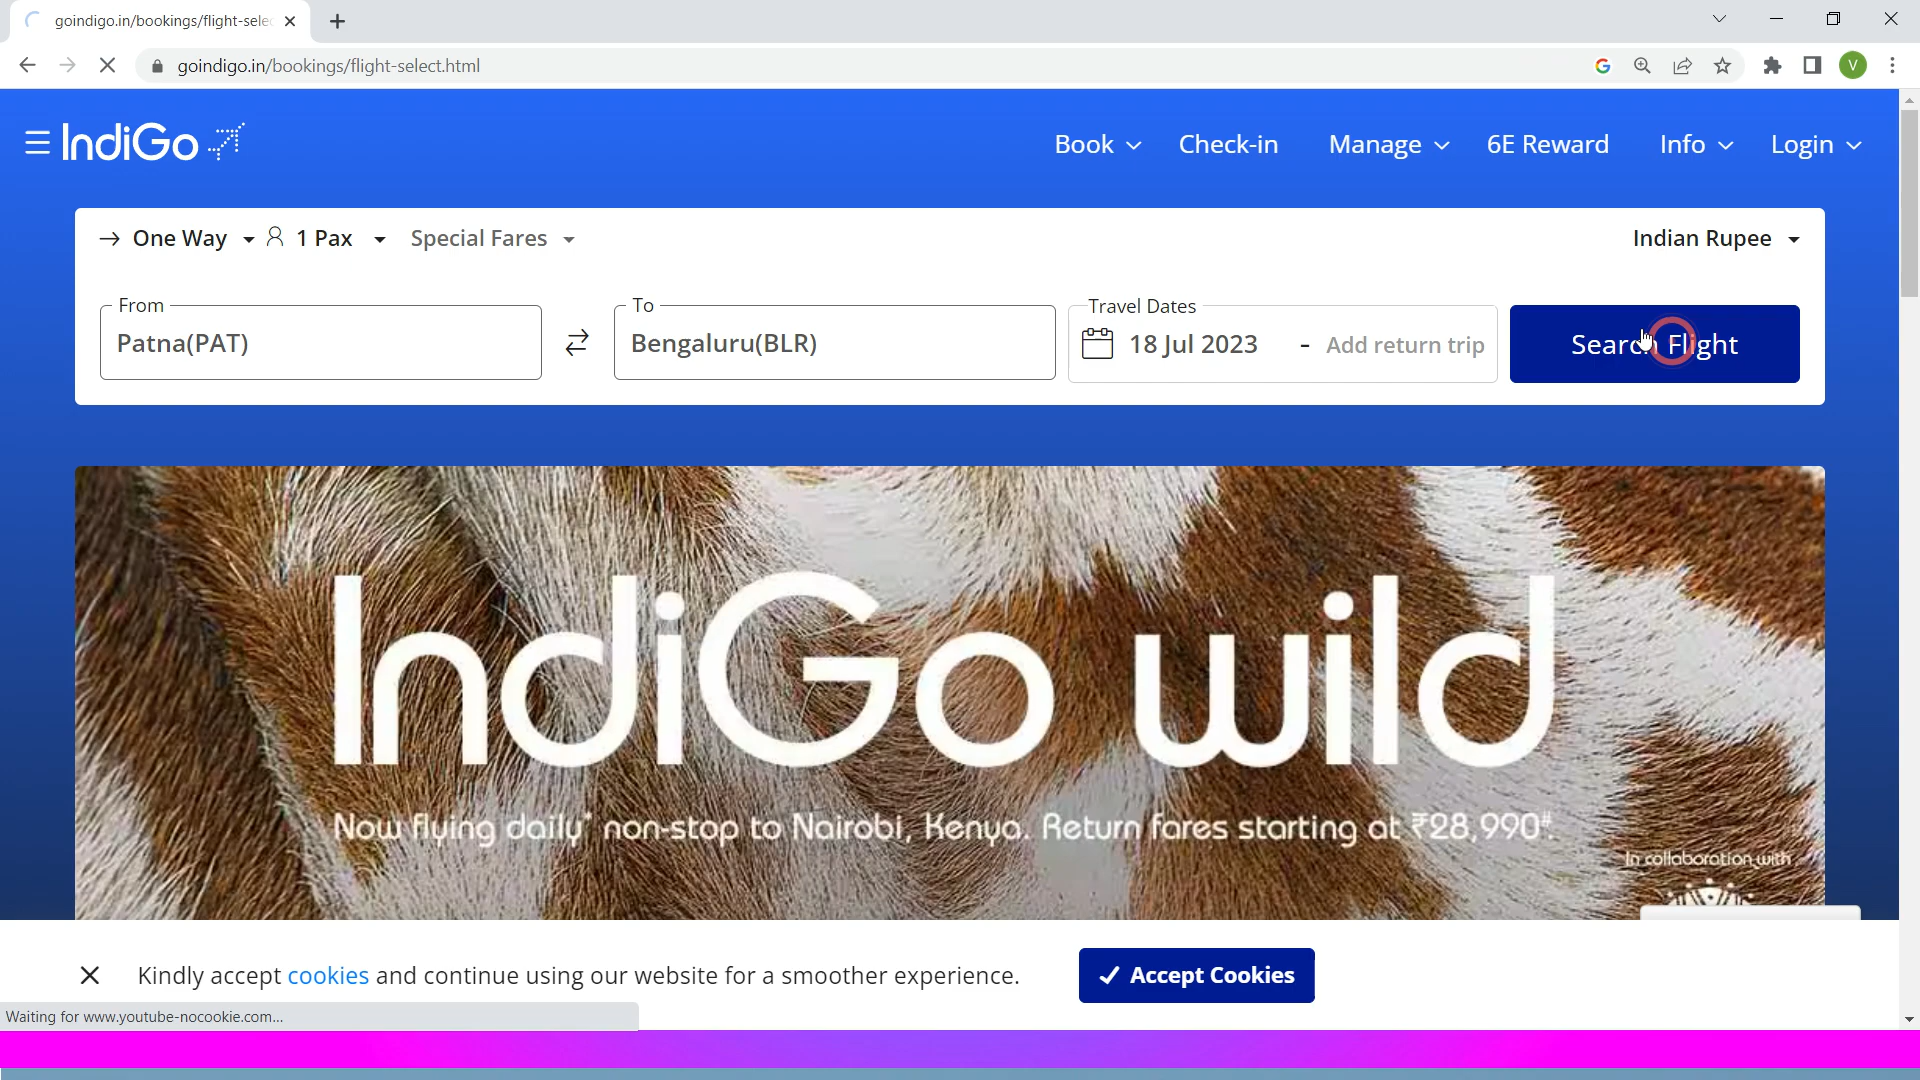 goindigo.in/bookings/flight-sele
goindigo.in/bookings/flight-select.html
V
IndiGo
Book
Check-in
Manage
6E Reward
Info
Login
One Way
1 Pax
Special Fares
Indian Rupee
From
Patna(PAT)
To
Bengaluru(BLR)
Travel Dates
18 Jul 2023 - Add return trip
Search Flight
IndiGo wild
Now flying daily* non-stop to Nairobi, Kenya. Return fares starting at ₹28,990#.
In collaboration with
Kindly accept cookies and continue using our website for a smoother experience.
Accept Cookies
Waiting for www.youtube-nocookie.com...